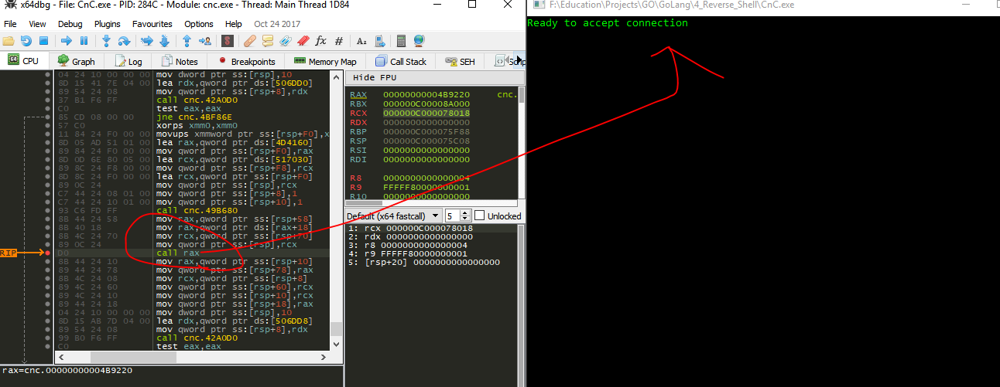 x64dbg - File: CnC.exe - PID: 284C - Module: cnc.exe - Thread: Main Thread 1D84
File View Debug Plugins Favourites Options Help Oct 24 2017
CPU Graph Log Notes Breakpoints Memory Map Call Stack SEH
04 24 10 00 00 00 mov dword ptr ss:[rsp],10
8D 15 41 7E 04 00 lea rdx,qword ptr ds:[506DD0]
89 54 24 08 mov qword ptr ss:[rsp+8],rdx
37 B1 F6 FF call cnc.42A0D0
C0 test eax,eax
85 CD 08 00 00 jne cnc.4BF86E
57 C0 xorps xmm0,xmm0
11 84 24 F0 00 00 movups xmmword ptr ss:[rsp+F0],x
8D 05 AD 51 01 00 lea rax,qword ptr ds:[4D4160]
89 84 24 F0 00 00 mov qword ptr ss:[rsp+F0],rax
8D 0D 6E 80 05 00 lea rcx,qword ptr ds:[517030]
89 8C 24 F8 00 00 mov qword ptr ss:[rsp+F8],rcx
8D 8C 24 F0 00 00 lea rcx,qword ptr ss:[rsp+F0]
89 0C 24 mov qword ptr ss:[rsp],rcx
C7 44 24 08 01 00 mov qword ptr ss:[rsp+8],1
C7 44 24 10 01 00 mov qword ptr ss:[rsp+10],1
93 C6 FD FF call cnc.49B680
8B 44 24 58 mov rax,qword ptr ss:[rsp+58]
8B 40 18 mov rax,qword ptr ds:[rax+18]
8B 4C 24 70 mov rcx,qword ptr ss:[rsp+70]
89 0C 24 mov qword ptr ss:[rsp],rcx
RIP D0 call rax
8B 44 24 10 mov rax,qword ptr ss:[rsp+10]
89 44 24 78 mov qword ptr ss:[rsp+78],rax
8B 4C 24 08 mov rcx,qword ptr ss:[rsp+8]
89 4C 24 60 mov qword ptr ss:[rsp+60],rcx
89 4C 24 10 mov qword ptr ss:[rsp+10],rcx
89 44 24 18 mov qword ptr ss:[rsp+18],rax
04 24 10 00 00 00 mov dword ptr ss:[rsp],10
8D 15 AB 7D 04 00 lea rdx,qword ptr ds:[506DD8]
89 54 24 08 mov qword ptr ss:[rsp+8],rdx
99 B0 F6 FF call cnc.42A0D0
C0 test eax,eax
rax=cnc.00000000004B9220
Hide FPU
RAX 00000000004B9220 cnc.
RBX 000000C00008A000
RCX 000000C000078018
RDX 0000000000000000
RBP 000000C000075F88
RSP 000000C000075C08
RSI 0000000000000000
RDI 0000000000000000
R8 0000000000000004
R9 FFFFF80000000001
R10 0000000000000000
Default (x64 fastcall) 5 Unlocked
1: rcx 000000C000078018
2: rdx 0000000000000000
3: r8 0000000000000004
4: r9 FFFFF80000000001
5: [rsp+20] 0000000000000000
F:\Education\Projects\GO\GoLang\4_Reverse_Shell\CnC.exe
Ready to accept connection